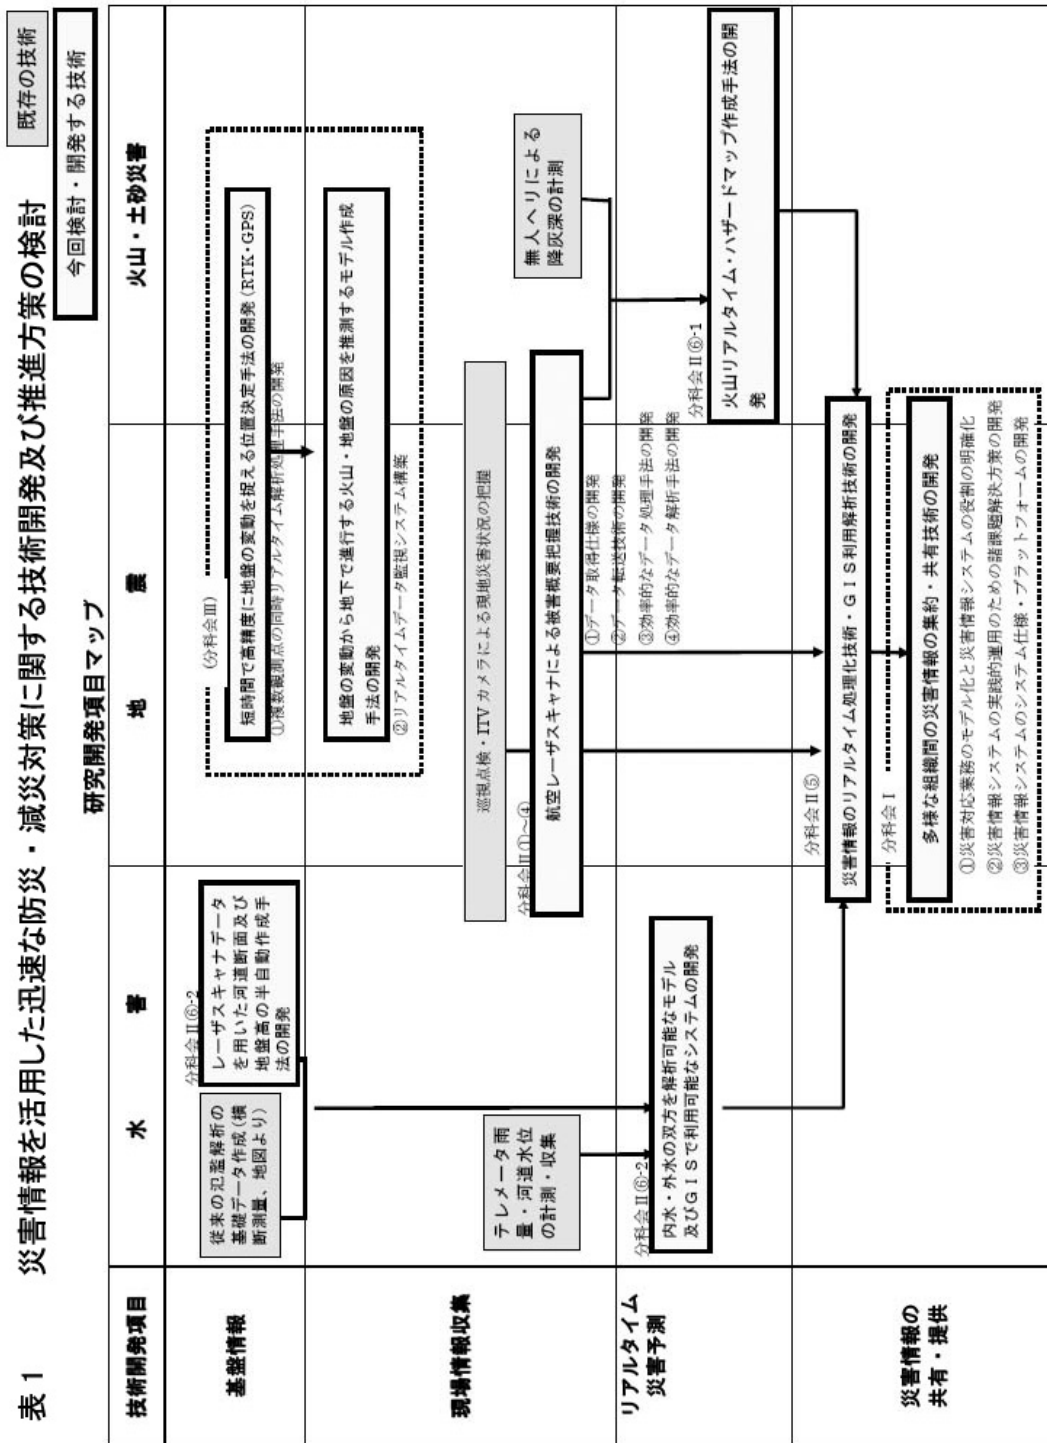 表1　災害情報を活用した迅速な防災・減災対策に関する技術開発及び推進方策の検討
研究開発項目マップ
既存の技術
今回検討・開発する技術
技術開発項目
水　害
地　震
火山・土砂災害
基盤情報
従来の氾濫解析の
基礎データ作成(横
断測量、地図より)
分科会Ⅱ⑥-2
レーザスキャナデータ
を用いた河道断面及び
地盤高の半自動作成手
法の開発
(分科会Ⅲ)
短時間で高精度に地盤の変動を捉える位置決定手法の開発(RTK・GPS)
①複数観測点の同時リアルタイム解析処理手法の開発
地盤の変動から地下で進行する火山・地盤の原因を推測するモデル作成
手法の開発
②リアルタイムデータ監視システム構築
現場情報収集
テレメータ雨
量・河道水位
の計測・収集
巡視点検・ITVカメラによる現地災害状況の把握
分科会Ⅱ①～④
航空レーザスキャナによる被害概要把握技術の開発
①データ取得仕様の開発
②データ転送技術の開発
③効率的なデータ処理手法の開発
④効率的なデータ解析手法の開発
無人ヘリによる
降灰深の計測
リアルタイム
災害予測
分科会Ⅱ⑥-2
内水・外水の双方を解析可能なモデル
及びGISで利用可能なシステムの開発
分科会Ⅱ⑥-1
火山リアルタイム・ハザードマップ作成手法の開
発
災害情報の
共有・提供
分科会Ⅱ⑤
災害情報のリアルタイム処理化技術・GIS利用解析技術の開発
分科会Ⅰ
多様な組織間の災害情報の集約・共有技術の開発
①災害対応業務のモデル化と災害情報システムの役割の明確化
②災害情報システムの実践的運用のための諸課題解決方策の開発
③災害情報システムのシステム仕様・プラットフォームの開発